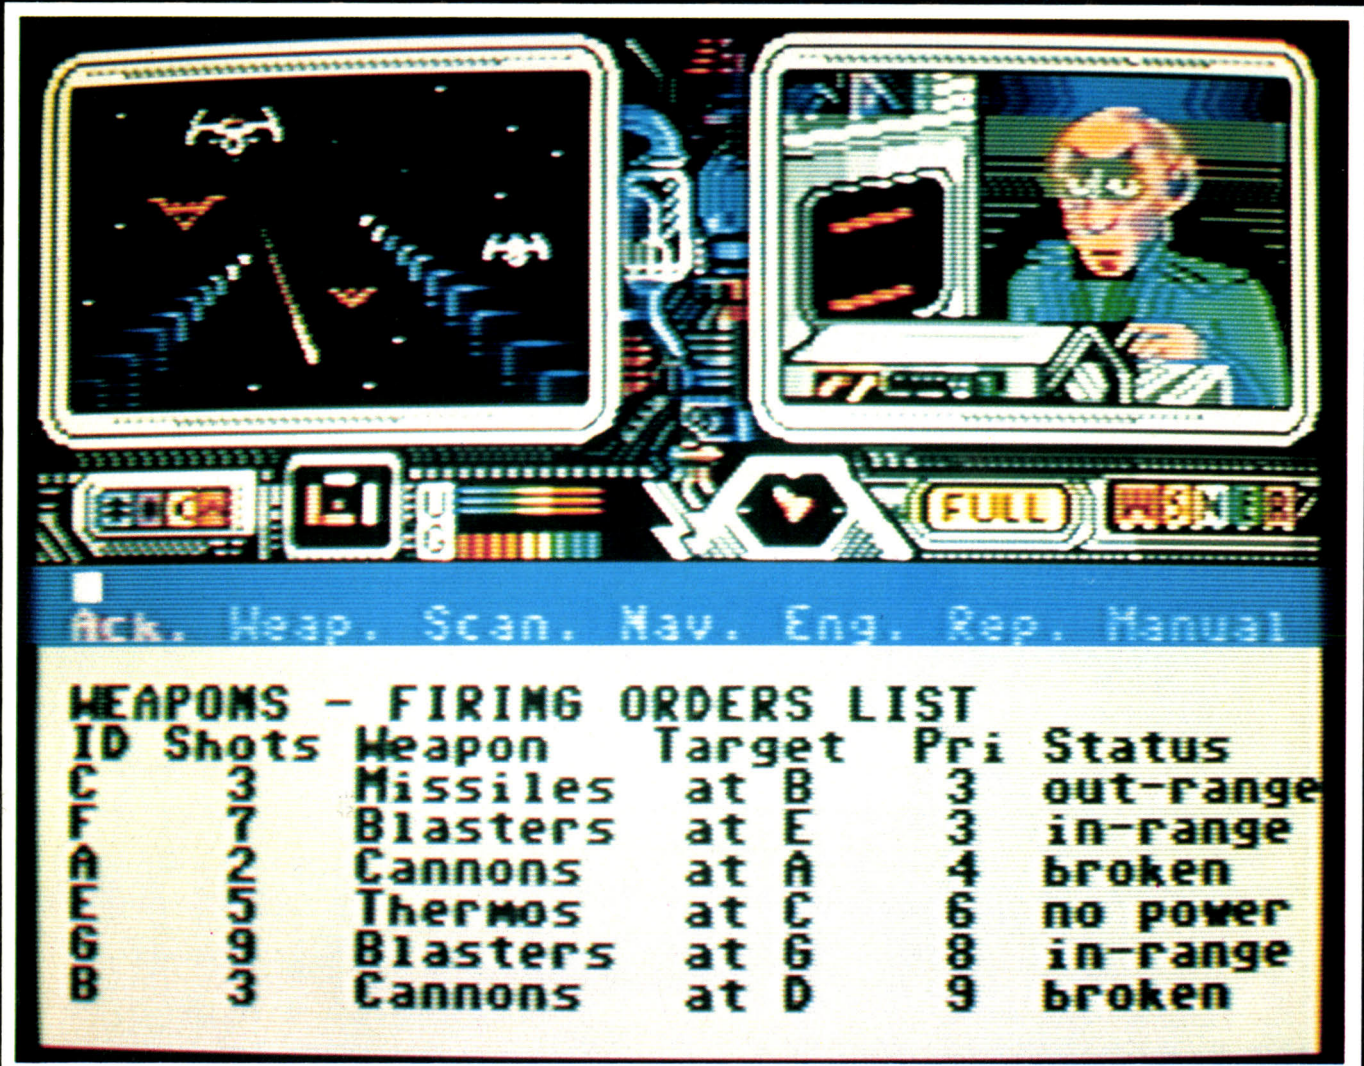 U
G
FULL
Ack. Weap. Scan. Nav. Eng. Rep. Manual
WEAPONS - FIRING ORDERS LIST
ID Shots Weapon Target Pri Status
C 3 Missiles at B 3 out-range
F 7 Blasters at E 3 in-range
A 2 Cannons at A 4 broken
E 5 Thermos at C 6 no power
G 9 Blasters at G 8 in-range
B 3 Cannons at D 9 broken